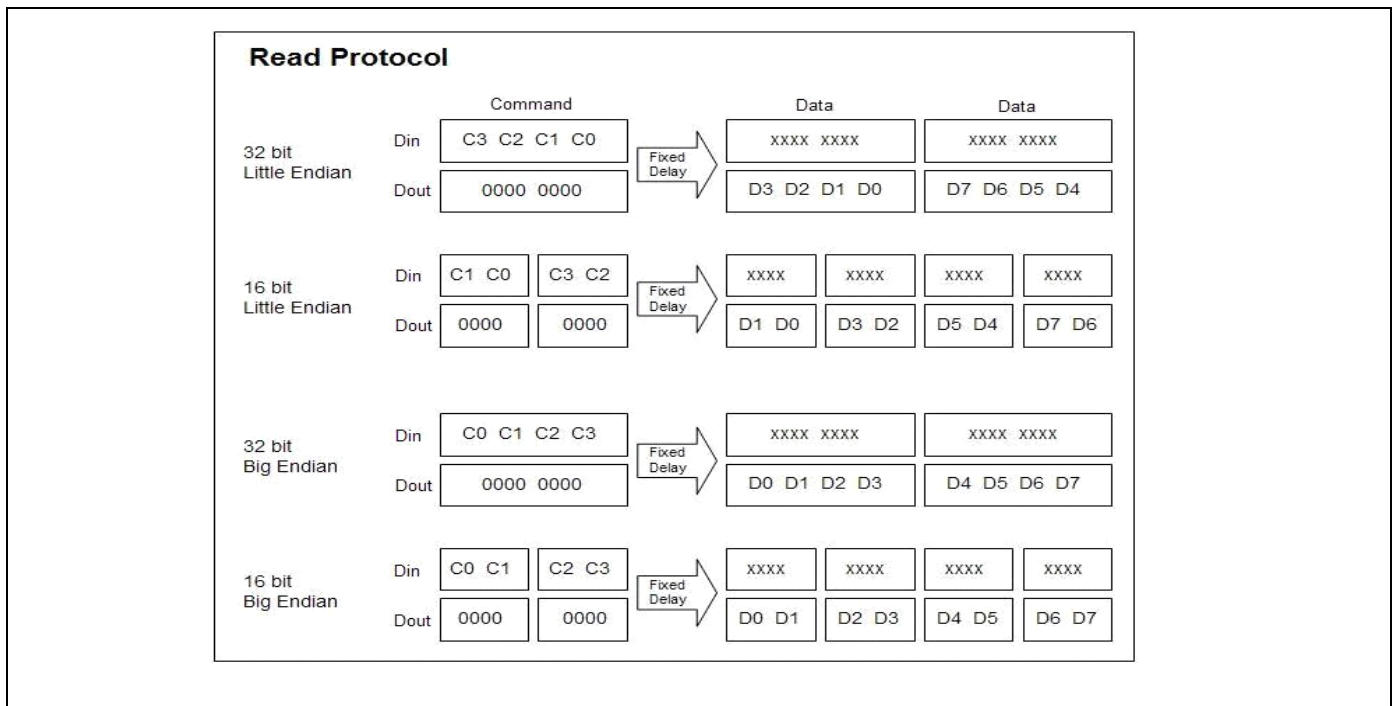 Read Protocol
Command Data Data
32 bit
Little Endian
Din C3 C2 C1 C0 Fixed Delay XXXX XXXX XXXX XXXX
Dout 0000 0000 D3 D2 D1 D0 D7 D6 D5 D4
16 bit
Little Endian
Din C1 C0 C3 C2 Fixed Delay XXXX XXXX XXXX XXXX
Dout 0000 0000 D1 D0 D3 D2 D5 D4 D7 D6
32 bit
Big Endian
Din C0 C1 C2 C3 Fixed Delay XXXX XXXX XXXX XXXX
Dout 0000 0000 D0 D1 D2 D3 D4 D5 D6 D7
16 bit
Big Endian
Din C0 C1 C2 C3 Fixed Delay XXXX XXXX XXXX XXXX
Dout 0000 0000 D0 D1 D2 D3 D4 D5 D6 D7